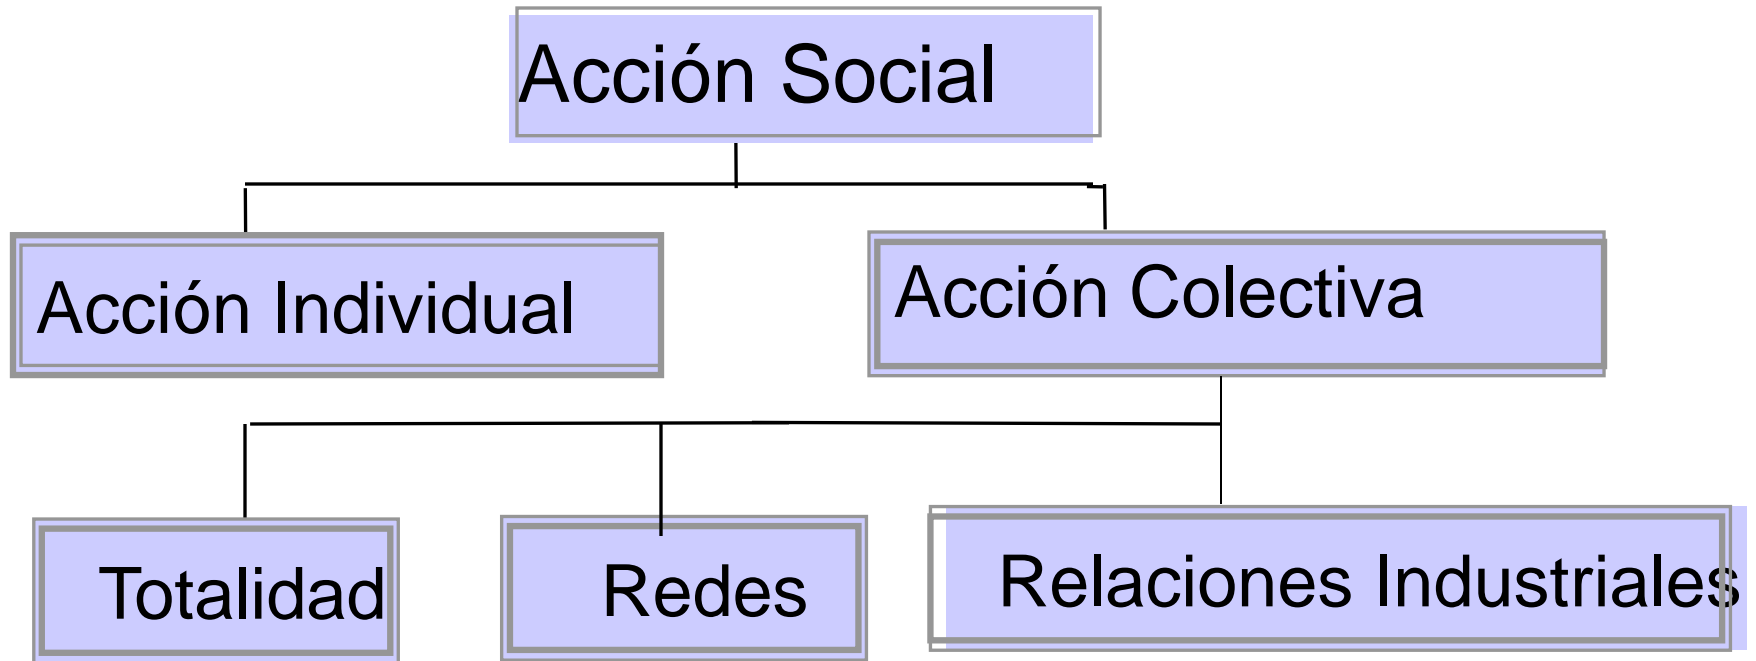 Acción Social
Acción Individual
Acción Colectiva
Totalidad
Redes
Relaciones Industriales